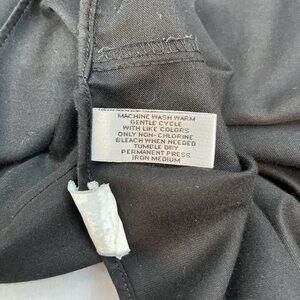 MACHINE WASH WARM
GENTLE CYCLE
WITH LIKE COLORS
ONLY NON-CHLORINE
BLEACH WHEN NEEDED
TUMBLE DRY
PERMANENT PRESS
IRON MEDIUM